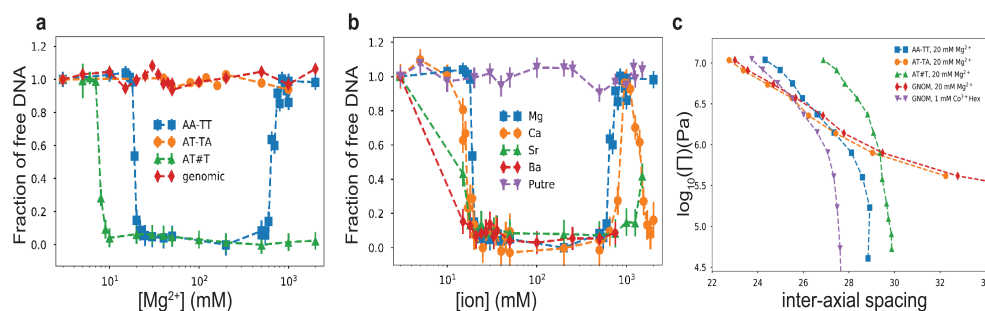 a
Fraction of free DNA
1.2
1.0
0.8
0.6
0.4
0.2
0.0
AA-TT
AT-TA
AT#T
genomic
10¹
10²
10³
[Mg²⁺] (mM)
b
Fraction of free DNA
1.2
1.0
0.8
0.6
0.4
0.2
0.0
Mg
Ca
Sr
Ba
Putre
10¹
10²
10³
[ion] (mM)
c
log₁₀(Π)(Pa)
7.0
6.5
6.0
5.5
5.0
4.5
AA-TT, 20 mM Mg²⁺
AT-TA, 20 mM Mg²⁺
AT#T, 20 mM Mg²⁺
GNOM, 20 mM Mg²⁺
GNOM, 1 mM Co³⁺Hex
22 24 26 28 30 32 34
inter-axial spacing